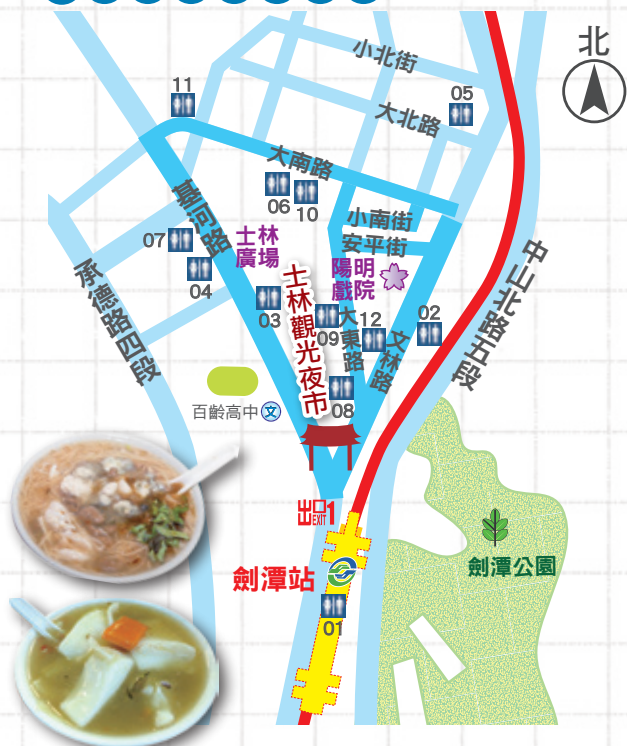 北
小北街
11
05
大北路
大南路
06
10
基河路
小南街
07
士林
廣場
安平街
04
陽明
戲院
中山北路五段
承德路四段
03
士林觀光夜市
09
大東路
12
02
文林路
08
百齡高中
文
出口1
EXIT
劍潭公園
劍潭站
01